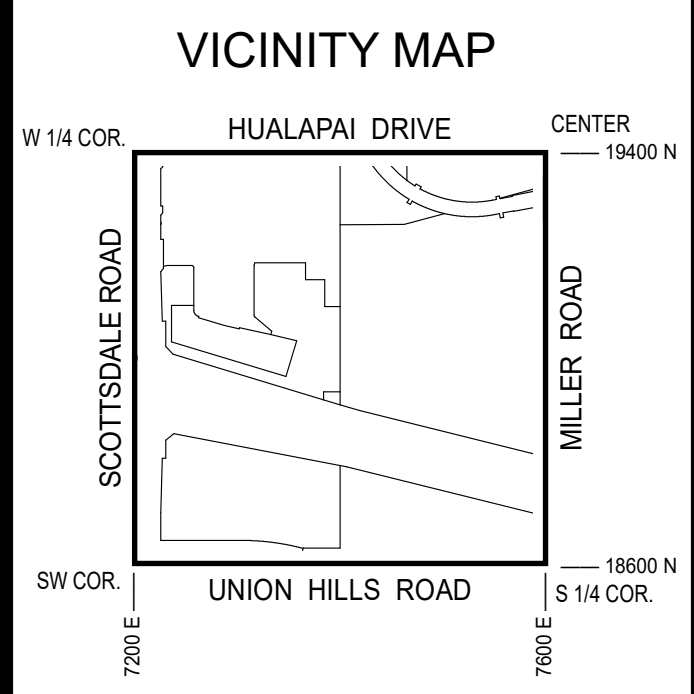 VICINITY MAP
W 1/4 COR.
HUALAPAI DRIVE
CENTER
19400 N
SCOTTSDALE ROAD
MILLER ROAD
18600 N
SW COR.
UNION HILLS ROAD
S 1/4 COR.
7200 E
7600 E